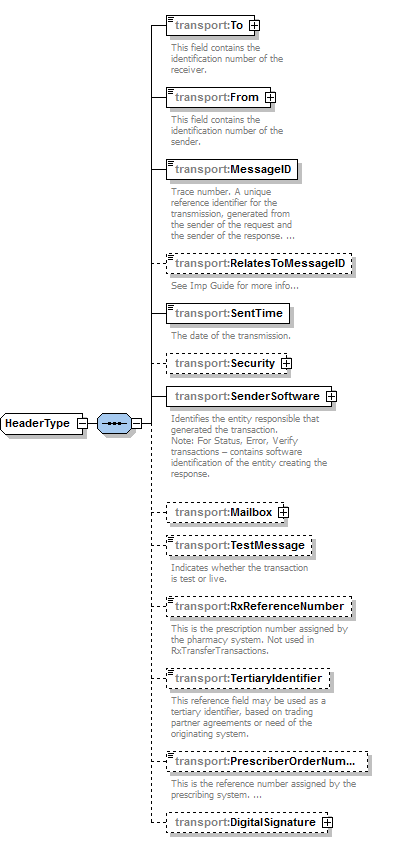 transport:To
This field contains the
identification number of the
receiver.
transport:From
This field contains the
identification number of the
sender.
transport:MessageID
Trace number. A unique
reference identifier for the
transmission, generated from
the sender of the request and
the sender of the response. ...
transport:RelatesToMessageID
See Imp Guide for more info...
transport:SentTime
The date of the transmission.
transport:Security
transport:SenderSoftware
HeaderType
Identifies the entity responsible that
generated the transaction.
Note: For Status, Error, Verify
transactions – contains software
identification of the entity creating the
response.
transport:Mailbox
transport:TestMessage
Indicates whether the transaction
is test or live.
transport:RxReferenceNumber
This is the prescription number assigned by
the pharmacy system. Not used in
RxTransferTransactions.
transport:TertiaryIdentifier
This reference field may be used as a
tertiary identifier, based on trading
partner agreements or need of the
originating system.
transport:PrescriberOrderNum...
This is the reference number assigned by the
prescribing system. ...
transport:DigitalSignature